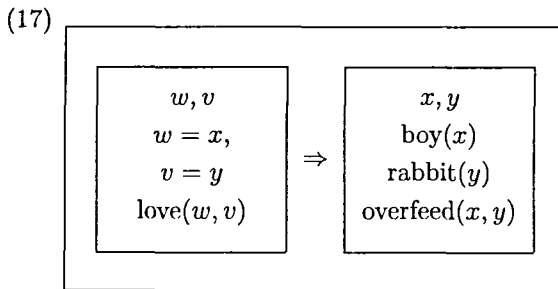 (17)
w, v x, y
w = x, boy(x)
⇒
v = y rabbit(y)
love(w, v) overfeed(x, y)